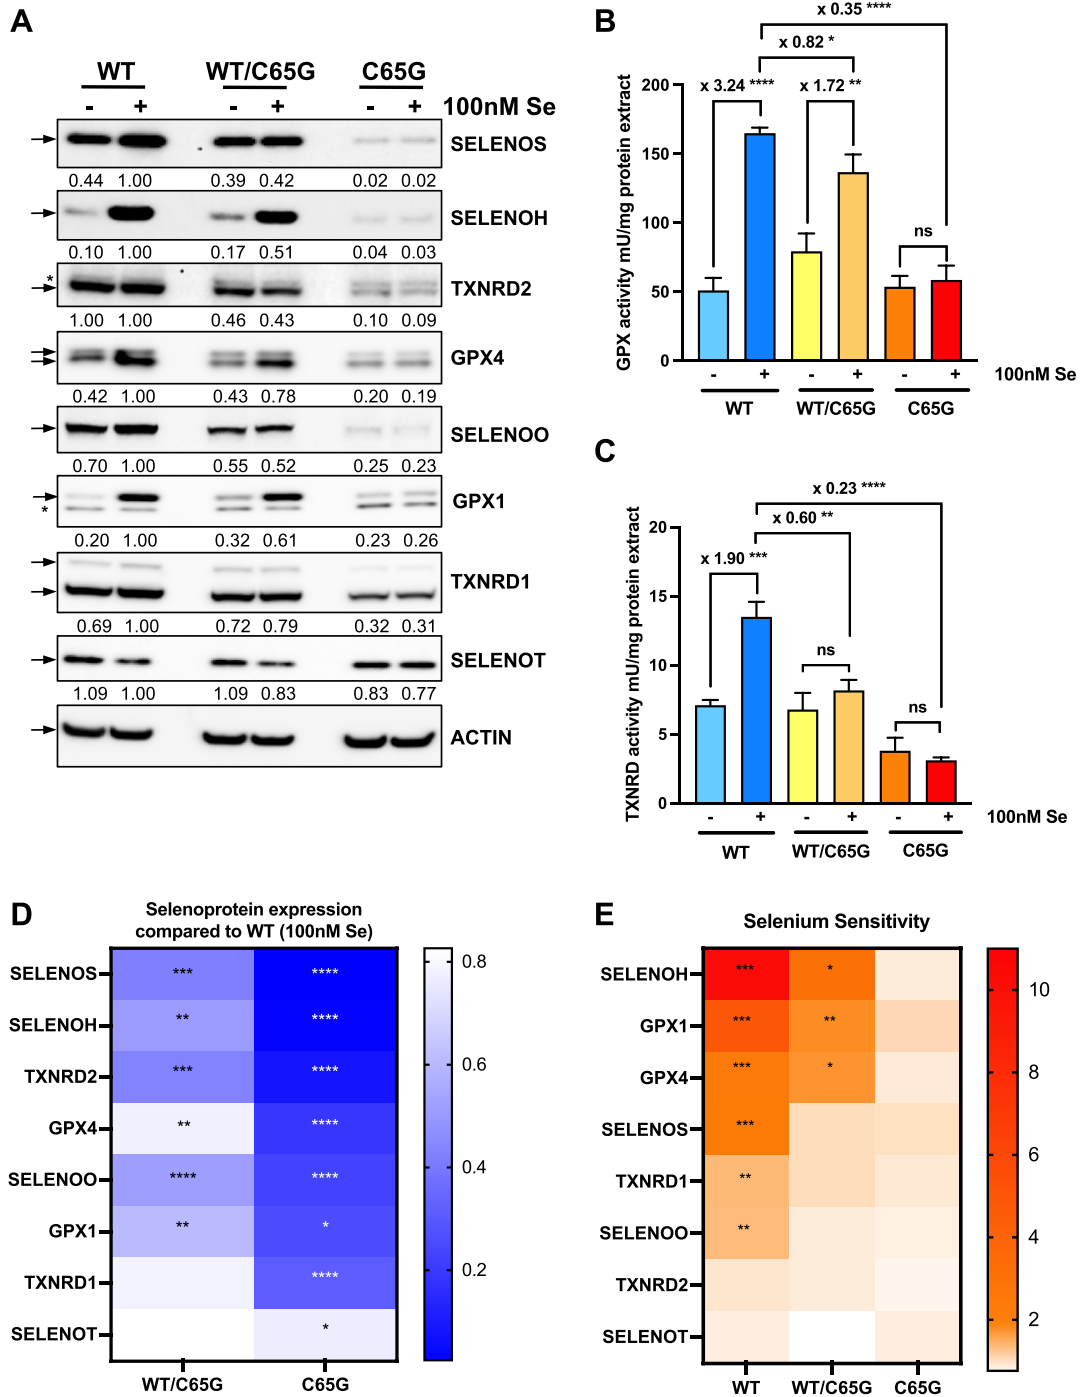 A
WT WT/C65G C65G
- + - + - + 100nM Se
SELENOS
0.44 1.00 0.39 0.42 0.02 0.02
SELENOH
0.10 1.00 0.17 0.51 0.04 0.03
*
TXNRD2
1.00 1.00 0.46 0.43 0.10 0.09
GPX4
0.42 1.00 0.43 0.78 0.20 0.19
SELENOO
0.70 1.00 0.55 0.52 0.25 0.23
GPX1
*
0.20 1.00 0.32 0.61 0.23 0.26
TXNRD1
0.69 1.00 0.72 0.79 0.32 0.31
SELENOT
1.09 1.00 1.09 0.83 0.83 0.77
ACTIN
B
x 0.35 ****
x 0.82 *
x 3.24 **** x 1.72 **
ns
GPX activity mU/mg protein extract
200
150
100
50
0
- + - + - + 100nM Se
WT WT/C65G C65G
C
x 0.23 ****
x 0.60 **
x 1.90 ***
ns
ns
TXNRD activity mU/mg protein extract
20
15
10
5
0
- + - + - + 100nM Se
WT WT/C65G C65G
D
Selenoprotein expression
compared to WT (100nM Se)
SELENOS *** ****
SELENOH ** ****
TXNRD2 *** ****
GPX4 ** ****
SELENOO **** ****
GPX1 ** *
TXNRD1 ****
SELENOT *
WT/C65G C65G
0.8
0.6
0.4
0.2
E
Selenium Sensitivity
SELENOH *** *
GPX1 *** **
GPX4 *** *
SELENOS ***
TXNRD1 **
SELENOO **
TXNRD2
SELENOT
WT WT/C65G C65G
10
8
6
4
2